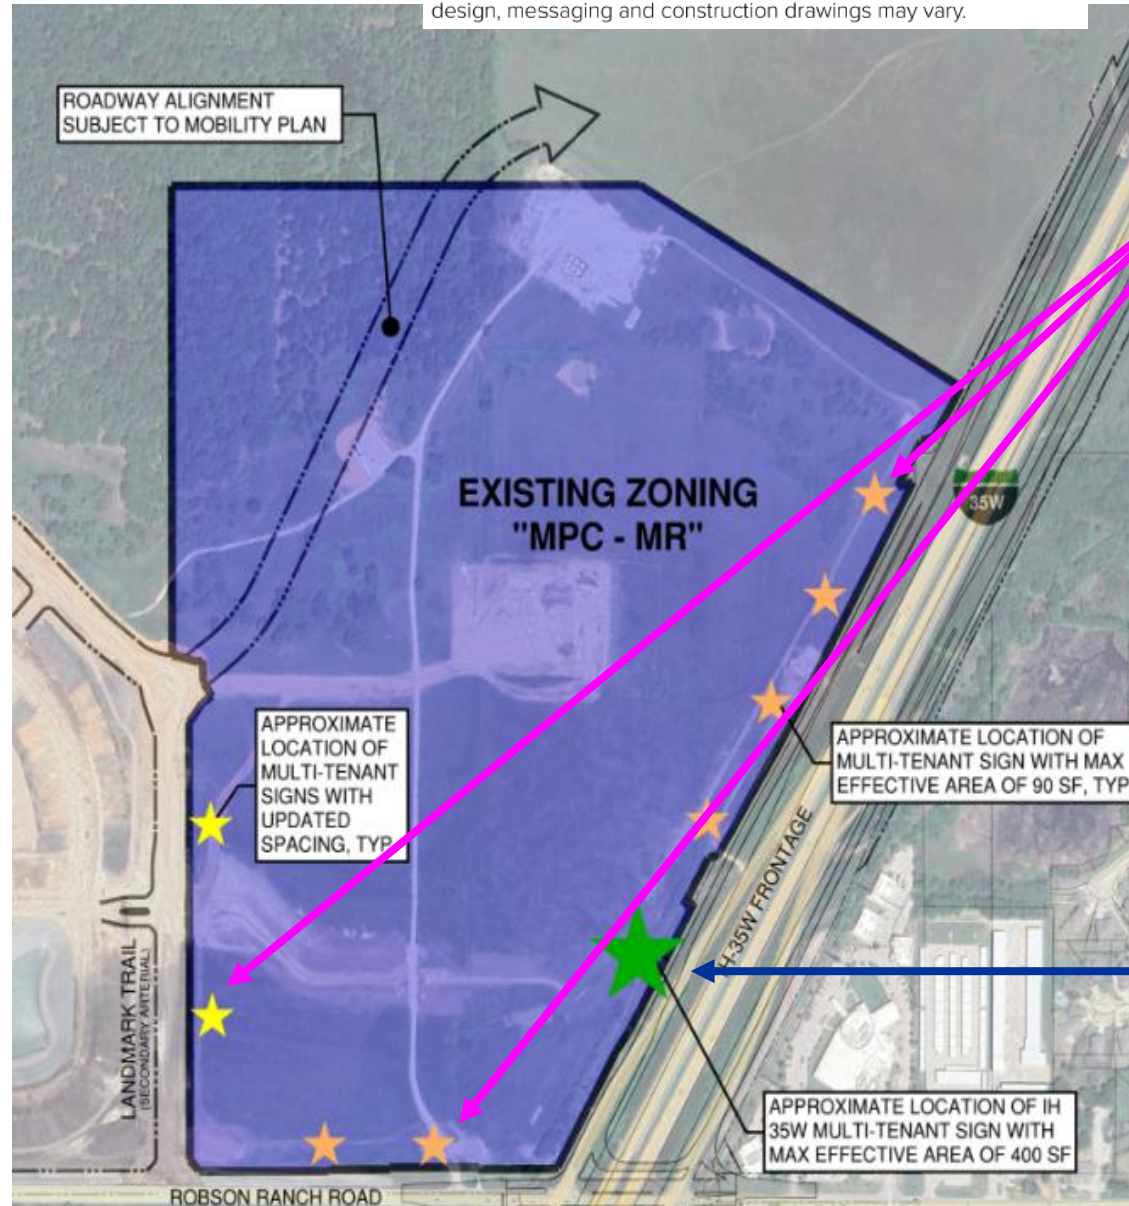 design, messaging and construction drawings may vary.
ROADWAY ALIGNMENT
SUBJECT TO MOBILITY PLAN
EXISTING ZONING
"MPC - MR"
35W
APPROXIMATE
LOCATION OF
MULTI-TENANT
SIGNS WITH
UPDATED
SPACING, TYP
APPROXIMATE LOCATION OF
MULTI-TENANT SIGN WITH MAX
EFFECTIVE AREA OF 90 SF, TYP
IH-35W FRONTAGE
LANDMARK TRAIL
(SECONDARY ARTERIAL)
APPROXIMATE LOCATION OF IH
35W MULTI-TENANT SIGN WITH
MAX EFFECTIVE AREA OF 400 SF
ROBSON RANCH ROAD